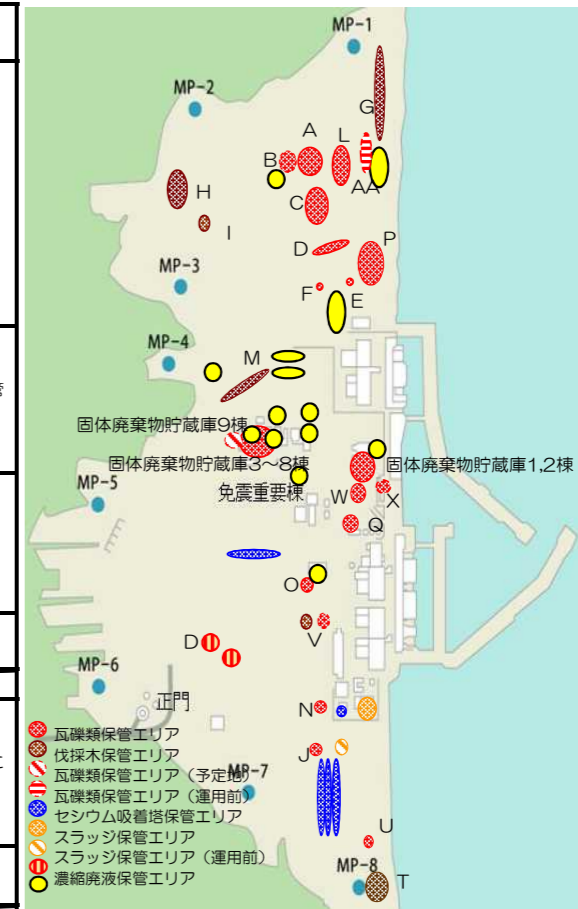 MP-1
MP-2
G
A
L
B
AA
H
C
I
D
P
MP-3
F
E
MP-4
M
管
固体廃棄物貯蔵庫9棟
固体廃棄物貯蔵庫3〜8棟
固体廃棄物貯蔵庫1,2棟
免震重要棟
W
X
MP-5
Q
O
V
D
MP-6
正門
N
瓦礫類保管エリア
J
伐採木保管エリア
瓦礫類保管エリア（予定地）
MP-7
瓦礫類保管エリア（運用前）
セシウム吸着塔保管エリア
スラッジ保管エリア
U
スラッジ保管エリア（運用前）
濃縮廃液保管エリア
MP-8
T